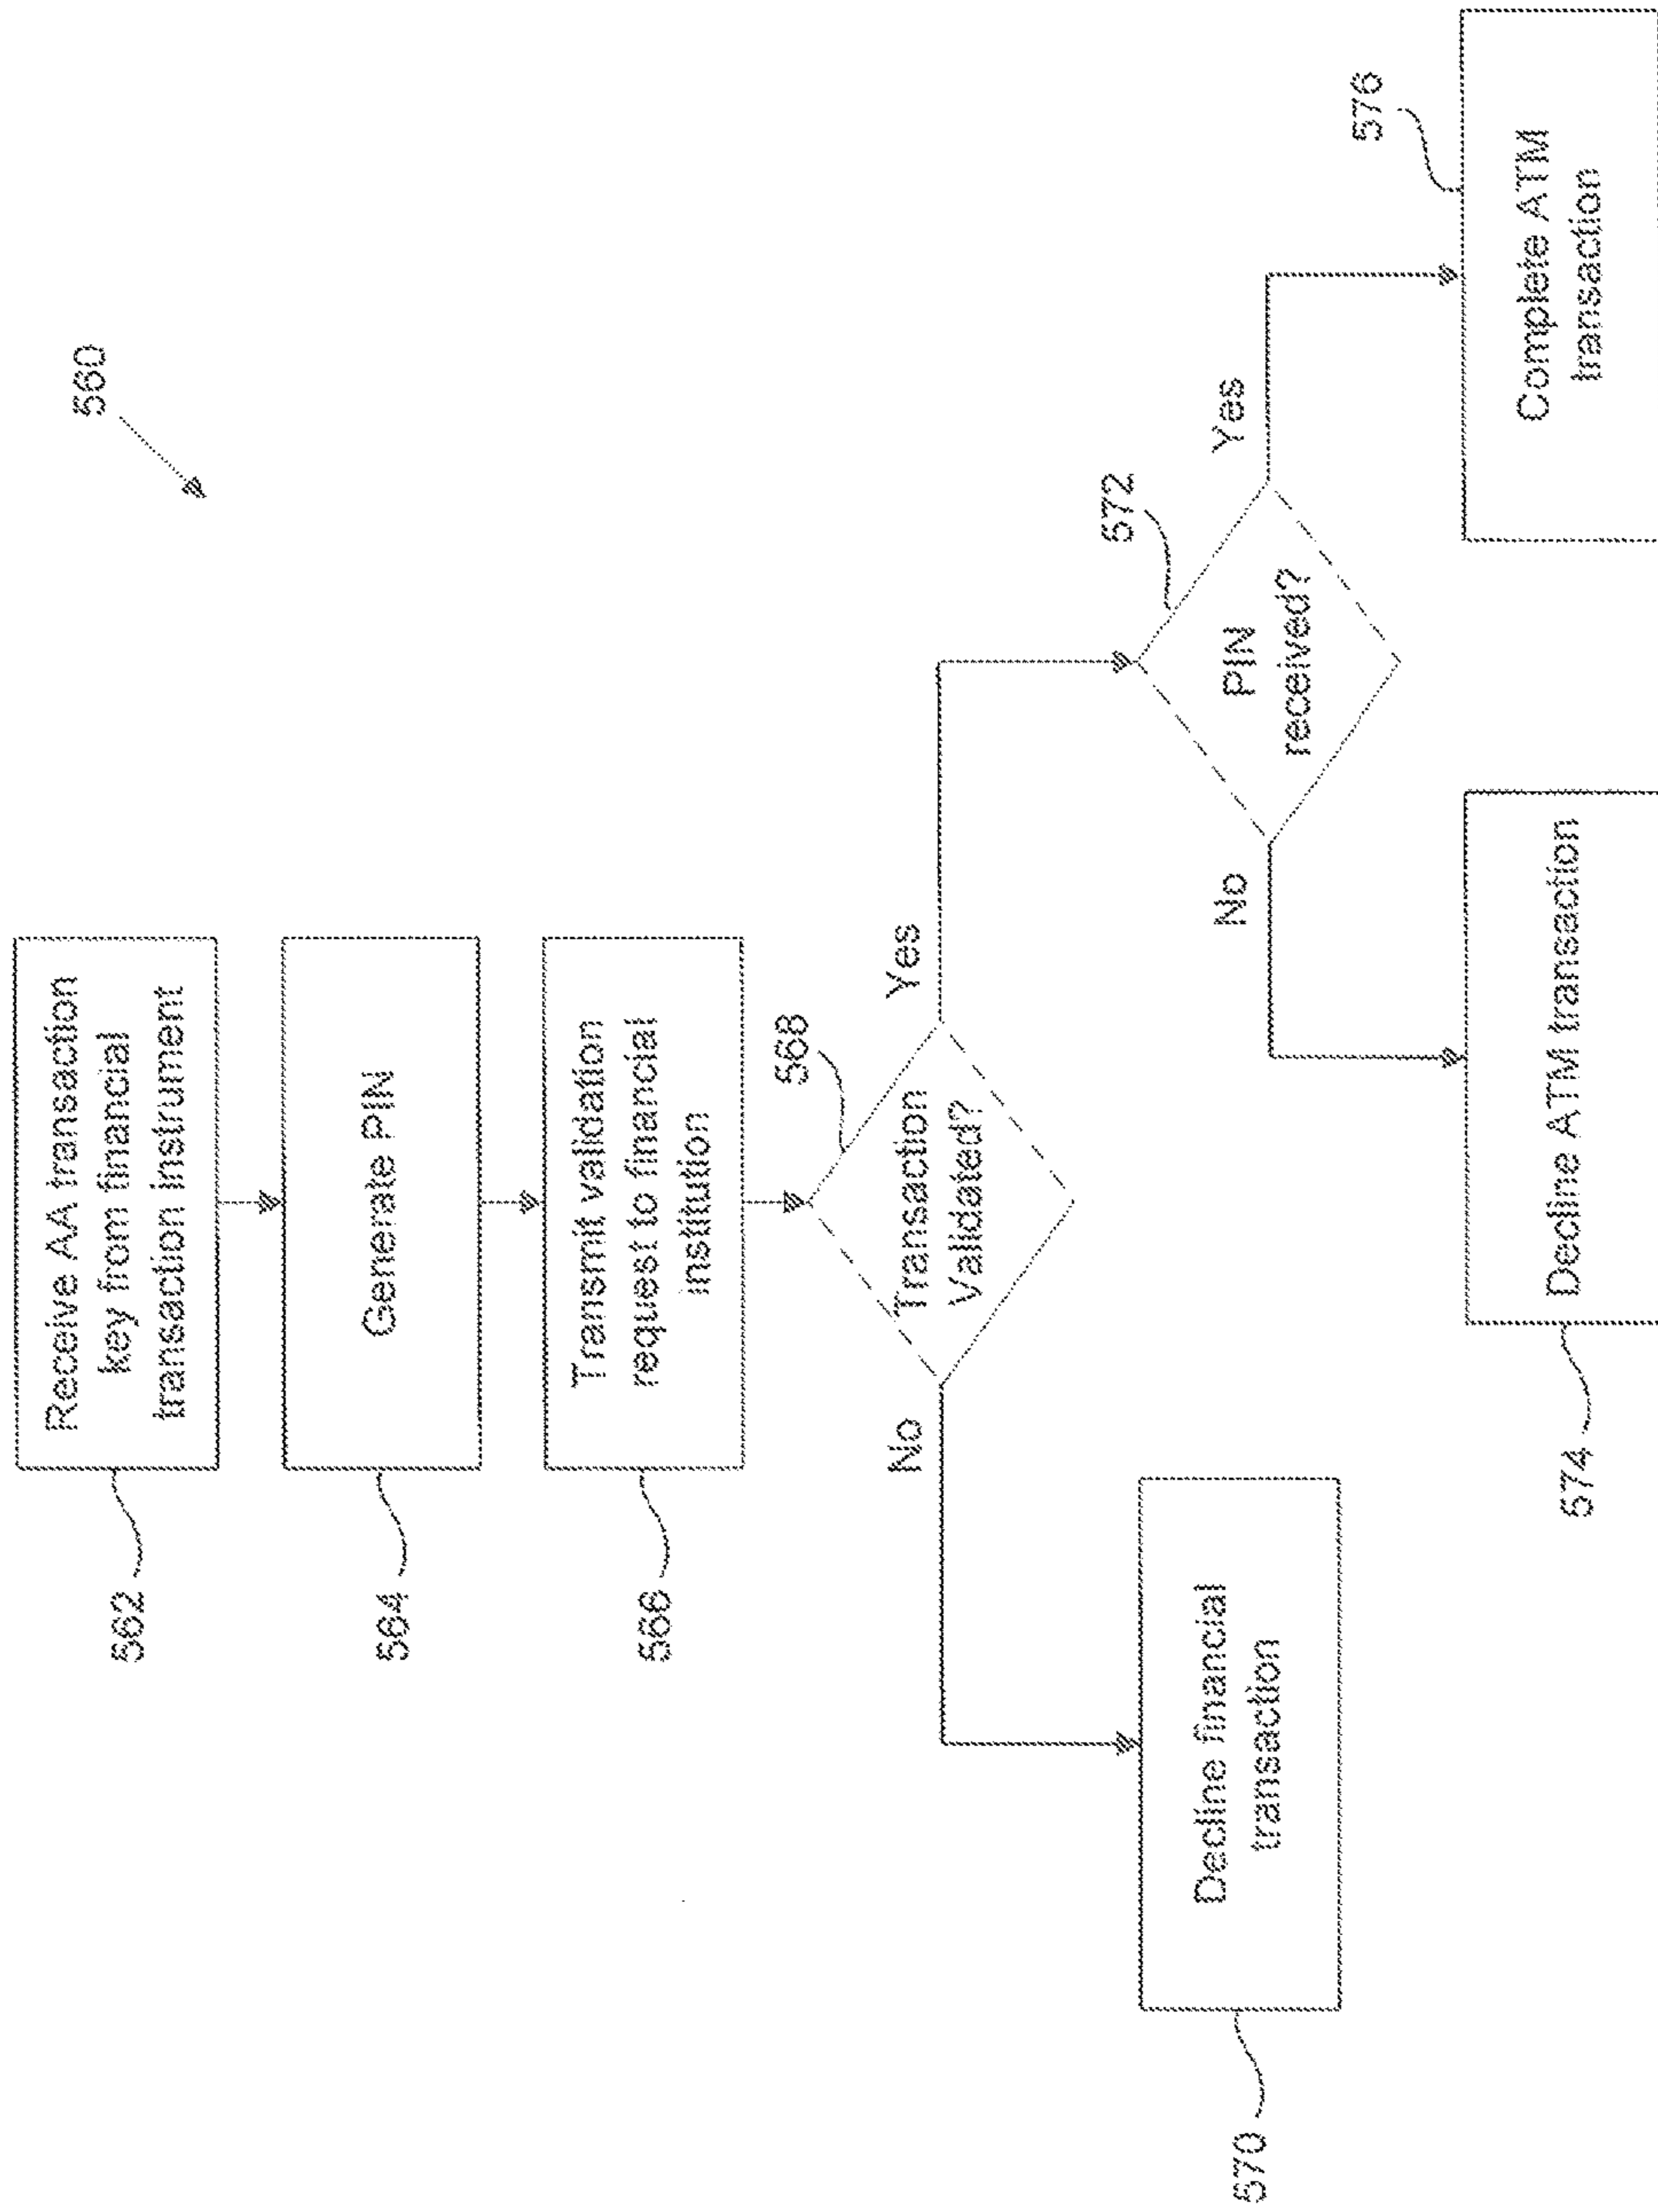 560
562
Receive AA transaction
key from financial
transaction instrument
564
Generate PIN
566
Transmit validation
request to financial
institution
568
Transaction
Validated?
No
Yes
570
Decline financial
transaction
572
PIN
received?
No
Yes
574
Decline ATM transaction
576
Complete ATM
transaction